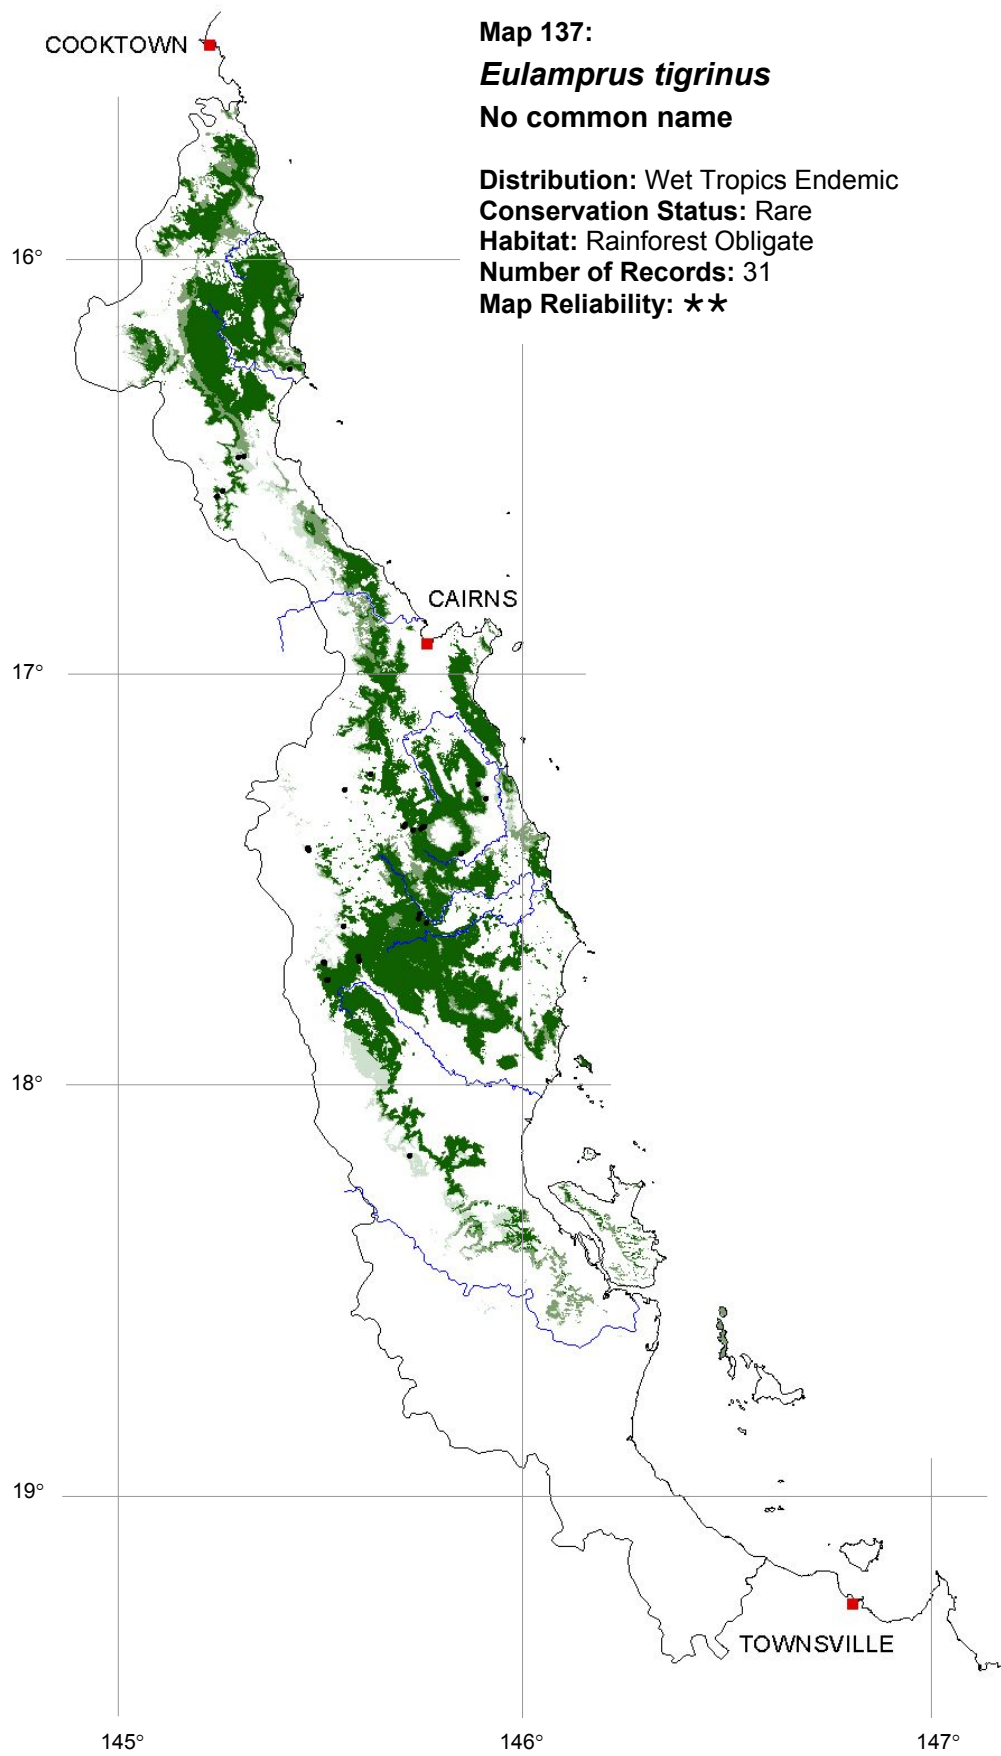 Map 137:
COOKTOWN
Eulamprus tigrinus
No common name
Distribution: Wet Tropics Endemic
Conservation Status: Rare
Habitat: Rainforest Obligate
Number of Records: 31
Map Reliability: **
16°
CAIRNS
17°
18°
19°
TOWNSVILLE
145° 146° 147°